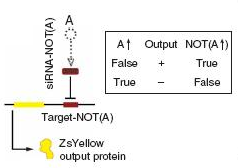 A
siRNA-NOT(A)
A↑ Output NOT(A↑)
False + True
True – False
Target-NOT(A)
ZsYellow
output protein